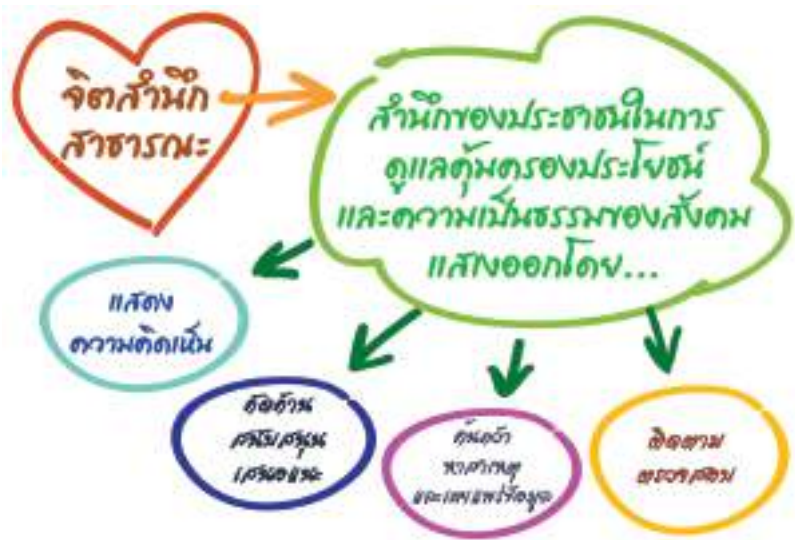 จิตสำนึก
สาธารณะ
สำนึกของประชาชนในการ
ดูแลคุ้มครองประโยชน์
และความเป็นธรรมของสังคม
แสดงออกโดย...
แสดง
ความคิดเห็น
คัดค้าน
สนับสนุน
เสนอแนะ
ค้นคว้า
หาสาเหตุ
และเผยแพร่ข้อมูล
ติดตาม
ตรวจสอบ